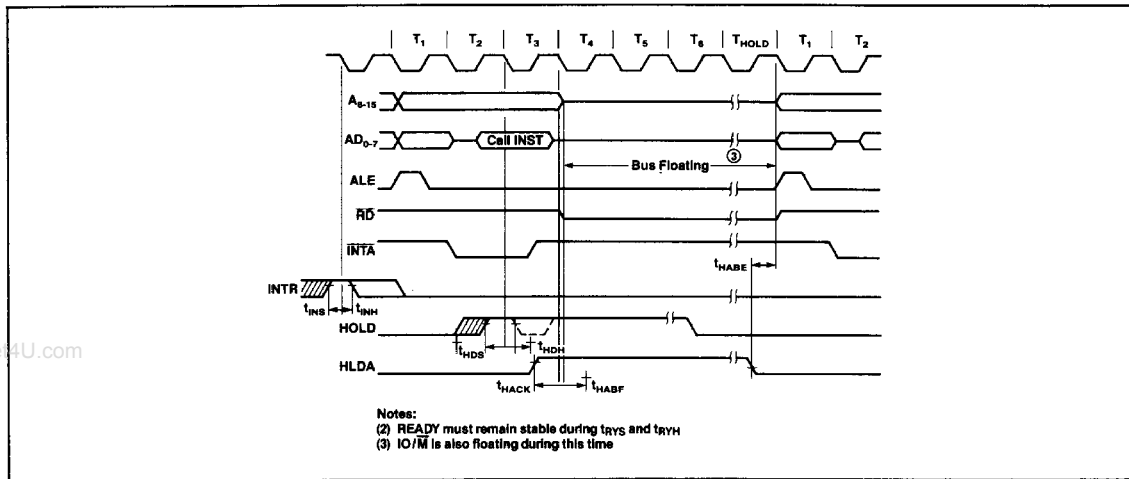 T1 T2 T3 T4 T5 T6 THOLD T1 T2
A8-15
AD0-7 Call INST
Bus Floating ③
ALE
RD
INTA
tHABE
INTR
tINS tINH
HOLD
et4U.com
tHDS tHDH
HLDA
tHACK tHABF
Notes:
(2) READY must remain stable during tRYS and tRYH
(3) IO/M̅ is also floating during this time